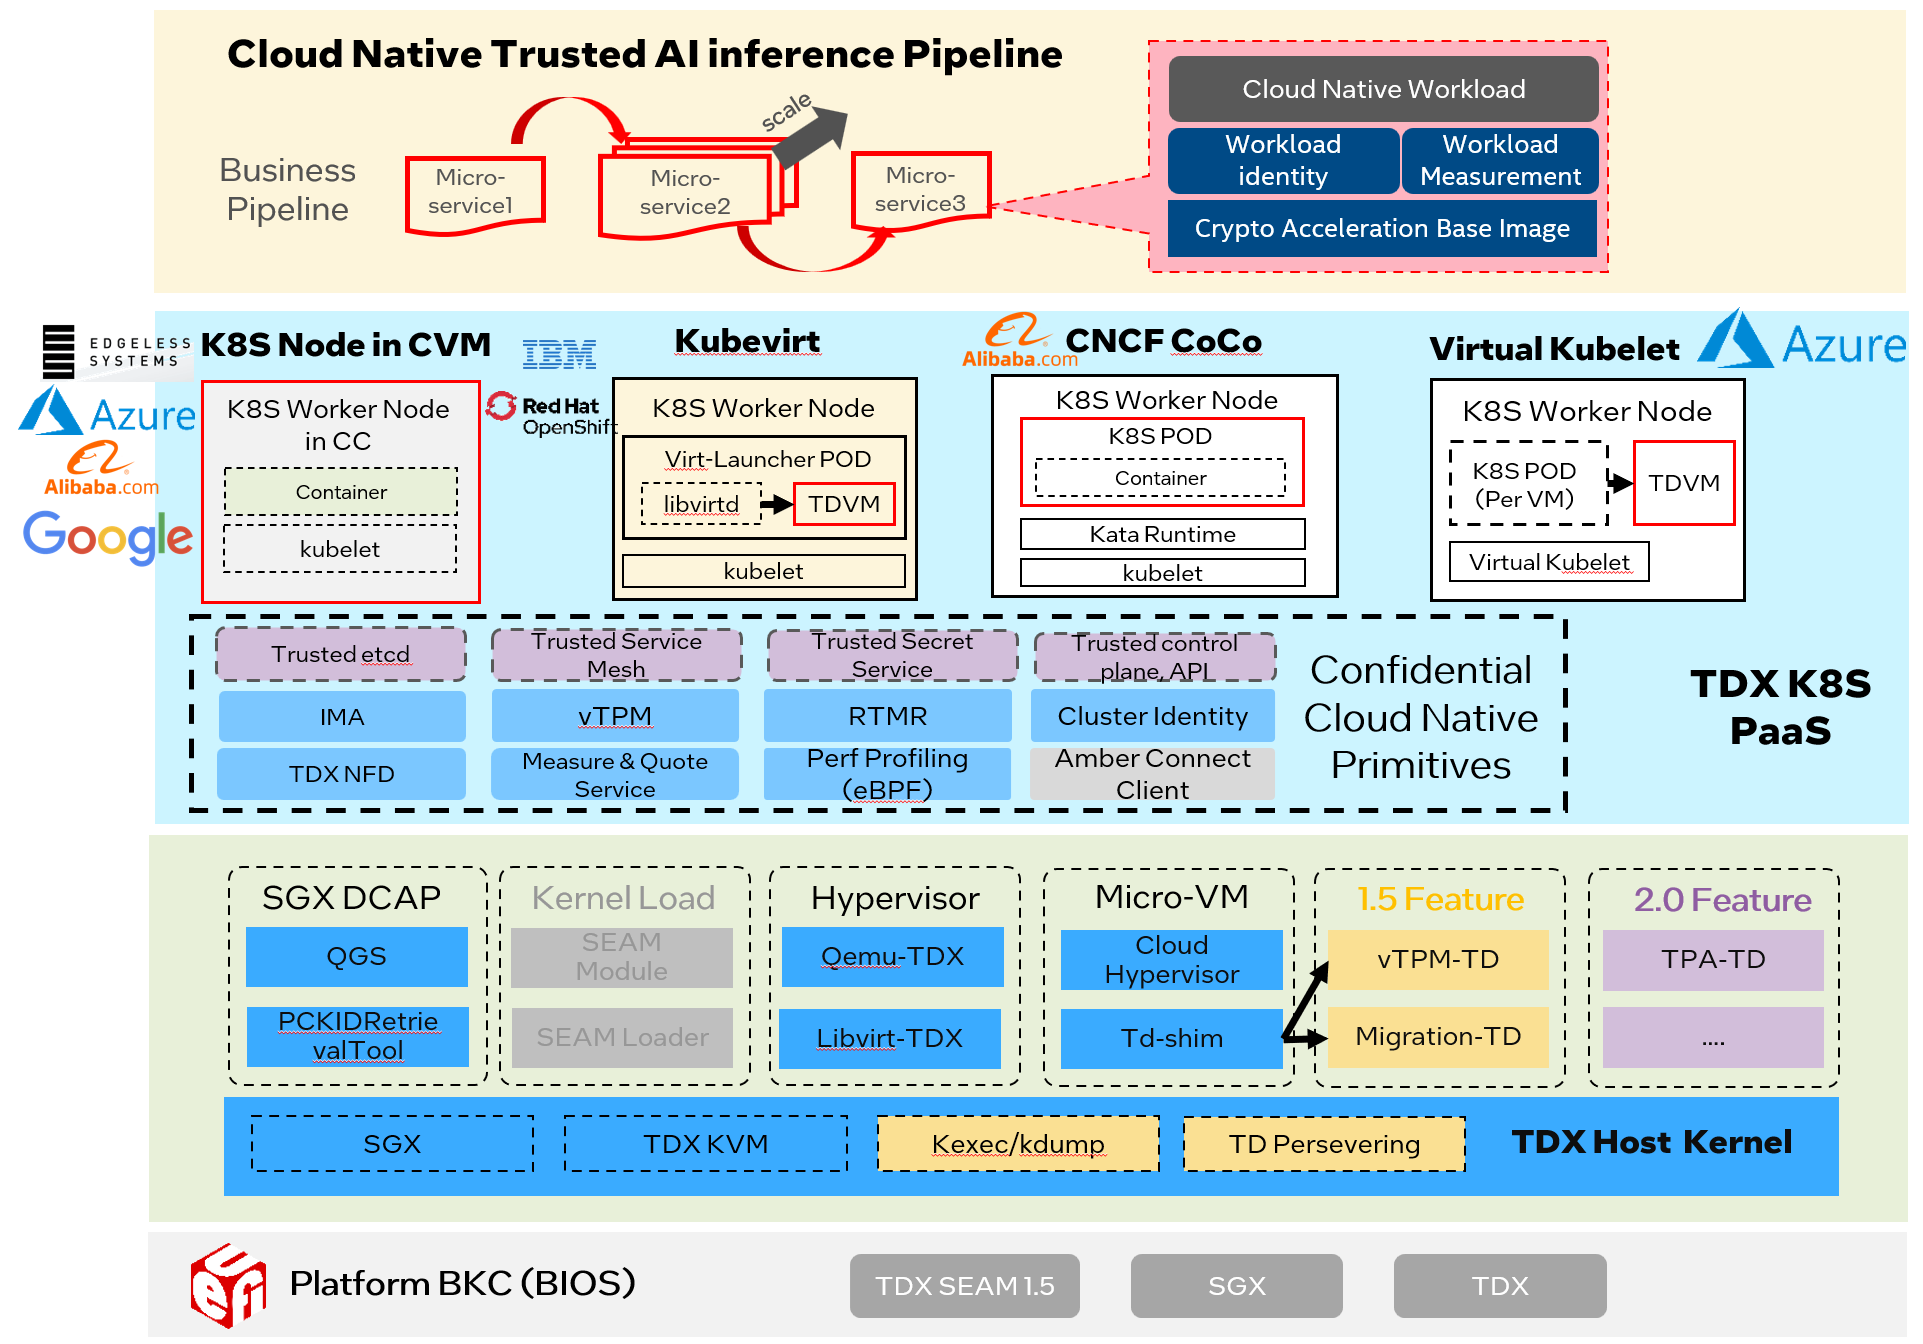 Cloud Native Trusted AI inference Pipeline
Business
Pipeline
Micro-
service1
Micro-
service2
scale
Micro-
service3
Cloud Native Workload
Workload
identity
Workload
Measurement
Crypto Acceleration Base Image
EDGELESS
SYSTEMS
Azure
Alibaba.com
Google
K8S Node in CVM
K8S Worker Node
in CC
Container
kubelet
IBM
Red Hat
OpenShift
Kubevirt
K8S Worker Node
Virt-Launcher POD
libvirtd
TDVM
kubelet
Alibaba.com
CNCF CoCo
K8S Worker Node
K8S POD
Container
Kata Runtime
kubelet
Virtual Kubelet
Azure
K8S Worker Node
K8S POD
(Per VM)
TDVM
Virtual Kubelet
Trusted etcd
Trusted Service
Mesh
Trusted Secret
Service
Trusted control
plane, API
IMA
vTPM
RTMR
Cluster Identity
TDX NFD
Measure & Quote
Service
Perf Profiling
(eBPF)
Amber Connect
Client
Confidential
Cloud Native
Primitives
TDX K8S
PaaS
SGX DCAP
QGS
PCKIDRetrie
valTool
Kernel Load
SEAM
Module
SEAM Loader
Hypervisor
Qemu-TDX
Libvirt-TDX
Micro-VM
Cloud
Hypervisor
Td-shim
1.5 Feature
vTPM-TD
Migration-TD
2.0 Feature
TPA-TD
....
SGX
TDX KVM
Kexec/kdump
TD Persevering
TDX Host Kernel
uefi
Platform BKC (BIOS)
TDX SEAM 1.5
SGX
TDX